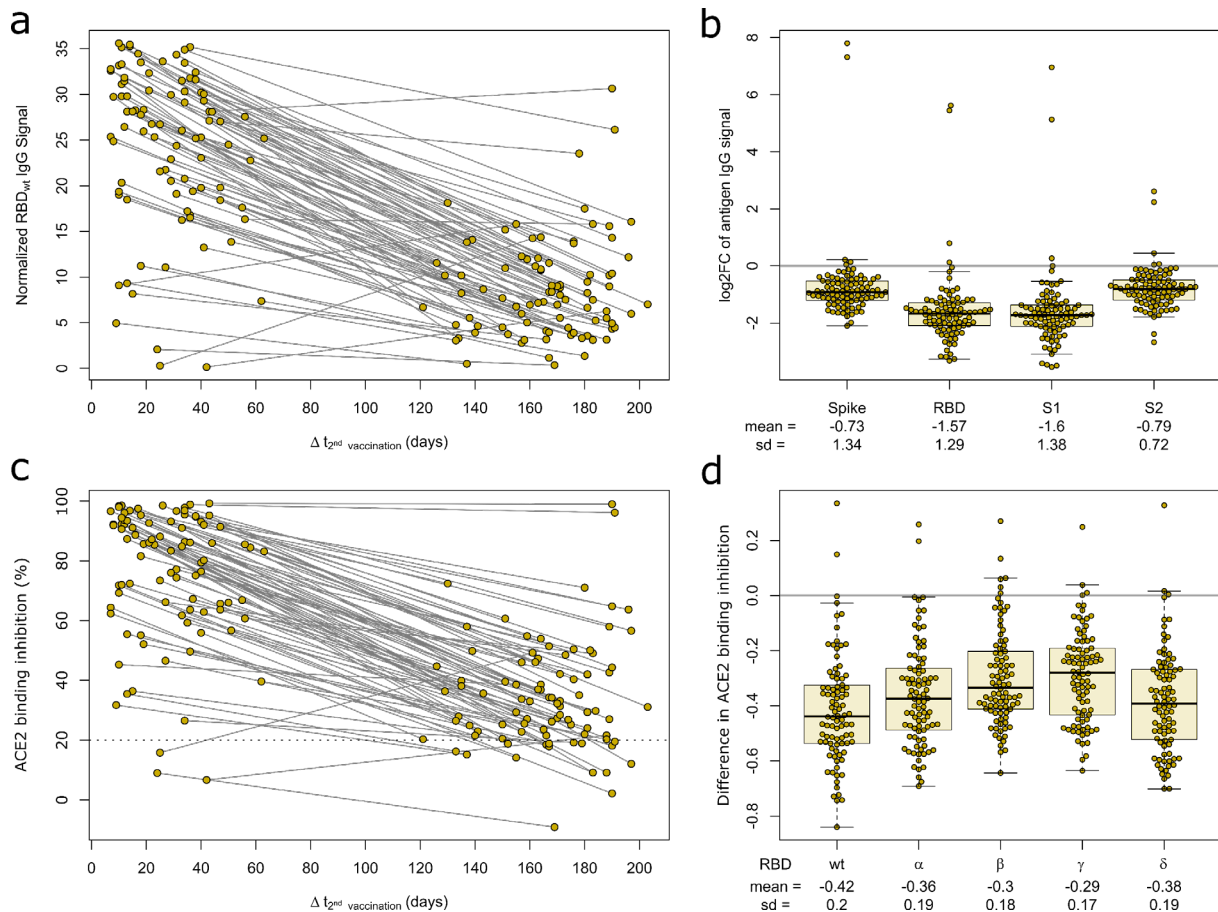 a
Normalized RBDwt IgG Signal
35
30
25
20
15
10
5
0
0 20 40 60 80 100 120 140 160 180 200
Δ t2nd vaccination (days)
b
log2FC of antigen IgG signal
8
6
4
2
0
-2
Spike RBD S1 S2
mean = -0.73 -1.57 -1.6 -0.79
sd = 1.34 1.29 1.38 0.72
c
ACE2 binding inhibition (%)
100
80
60
40
20
0
0 20 40 60 80 100 120 140 160 180 200
Δ t2nd vaccination (days)
d
Difference in ACE2 binding inhibition
0.2
0.0
-0.2
-0.4
-0.6
-0.8
RBD wt α β γ δ
mean = -0.42 -0.36 -0.3 -0.29 -0.38
sd = 0.2 0.19 0.18 0.17 0.19